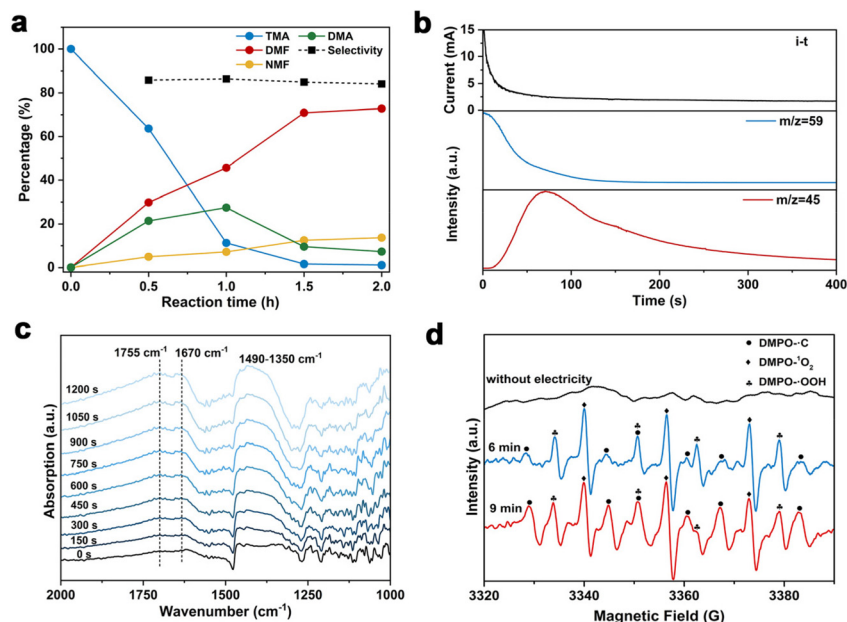 a
TMA
DMA
DMF
Selectivity
NMF
100
80
60
40
20
0
Percentage (%)
0.0 0.5 1.0 1.5 2.0
Reaction time (h)
b
i-t
15
10
5
0
Current (mA)
m/z=59
m/z=45
Intensity (a.u.)
0 100 200 300 400
Time (s)
c
1755 cm⁻¹ 1670 cm⁻¹ 1490-1350 cm⁻¹
1200 s
1050 s
900 s
750 s
600 s
450 s
300 s
150 s
0 s
Absorption (a.u.)
2000 1750 1500 1250 1000
Wavenumber (cm⁻¹)
d
● DMPO-·C
♦ DMPO-¹O₂
♣ DMPO-·OOH
without electricity
6 min
9 min
Intensity (a.u.)
3320 3340 3360 3380
Magnetic Field (G)